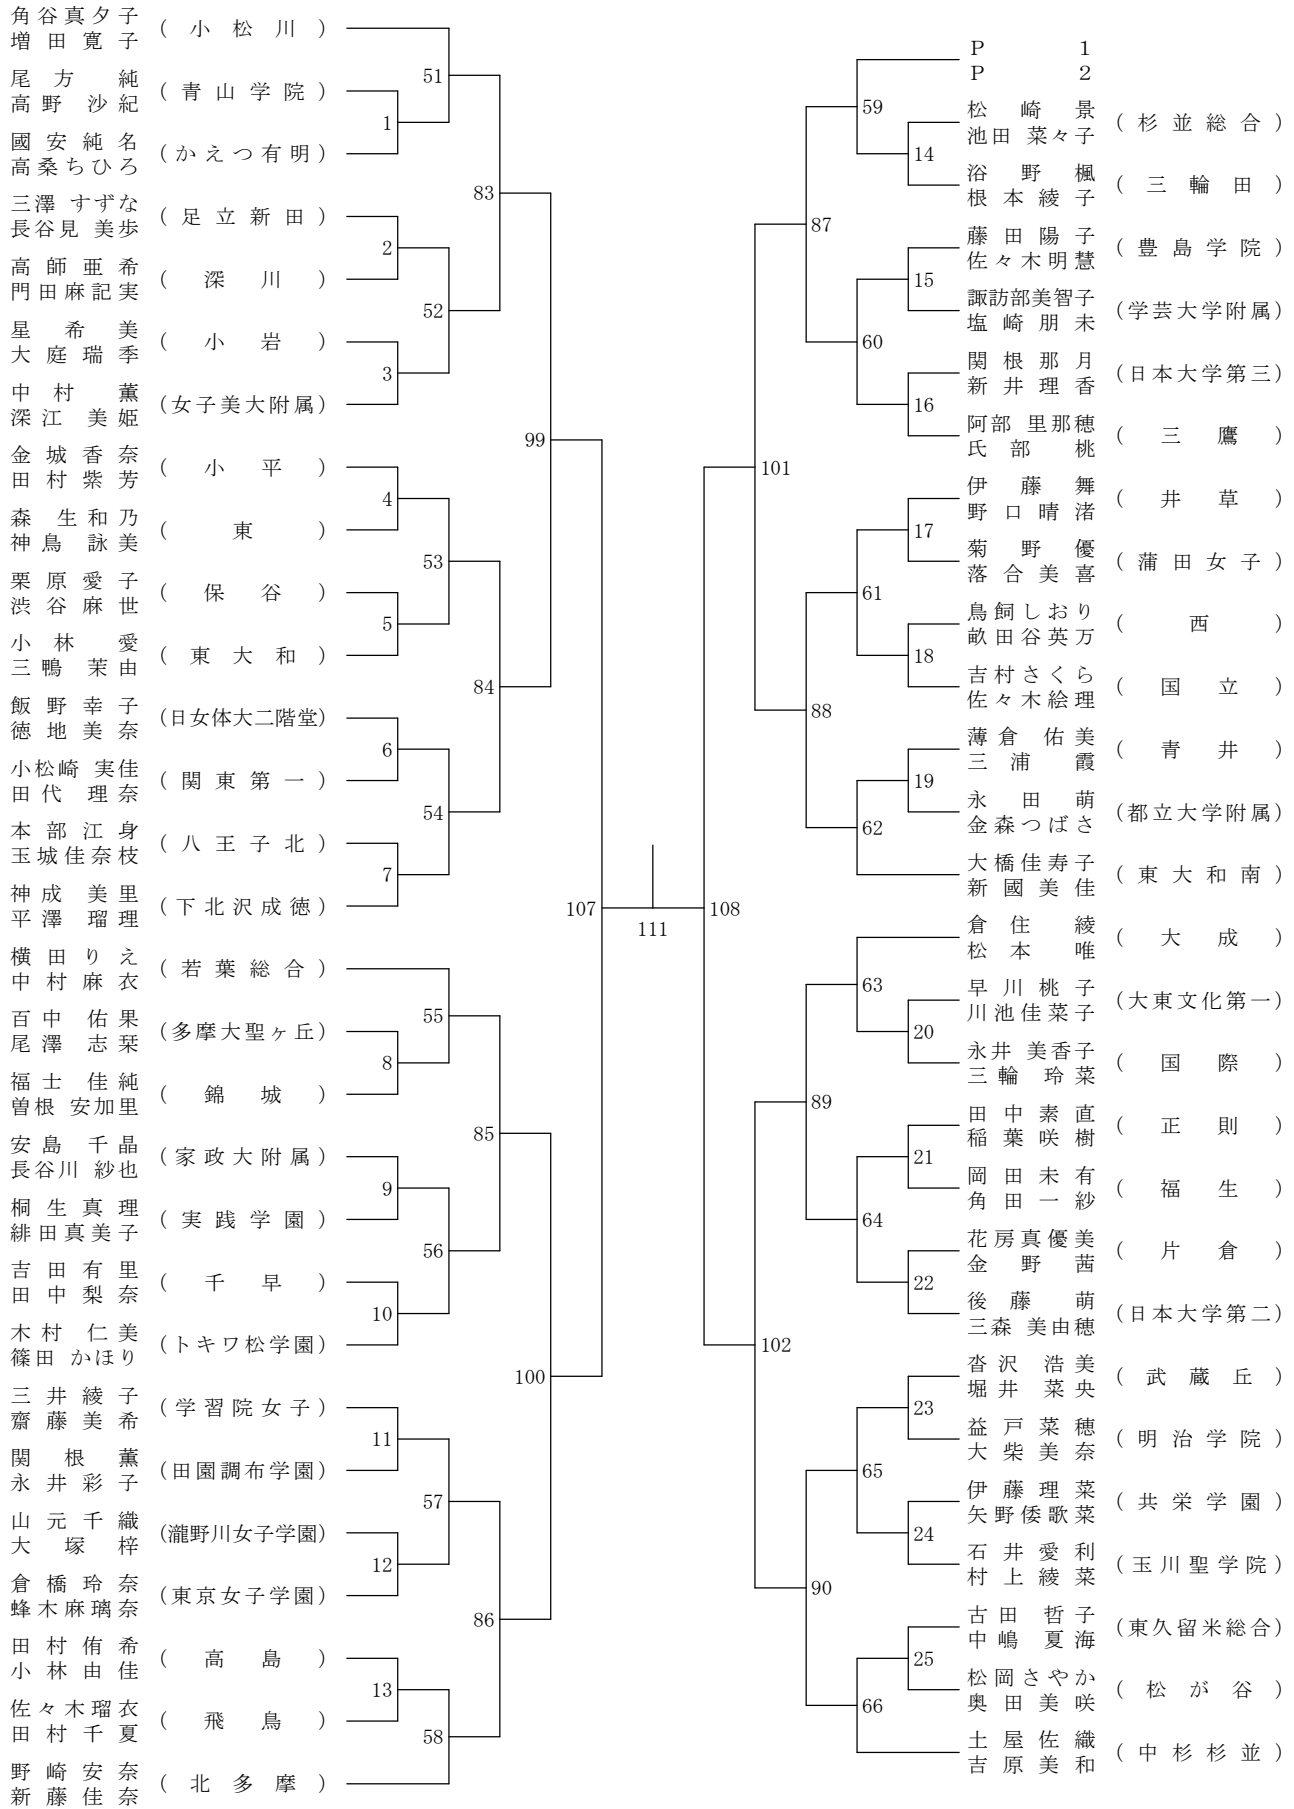 角谷真夕子
増田寛子
(小松川)
尾方純
高野沙紀
(青山学院)
國安純名
高桑ちひろ
(かえつ有明)
三澤 すずな
長谷見 美歩
(足立新田)
高師亜希
門田麻記実
(深川)
星希美
大庭瑞季
(小岩)
中村薫
深江美姫
(女子美大附属)
金城香奈
田村紫芳
(小平)
森生和乃
神鳥詠美
(東)
栗原愛子
渋谷麻世
(保谷)
小林愛
三鴨茉由
(東大和)
飯野幸子
徳地美奈
(日女体大二階堂)
小松崎 実佳
田代理奈
(関東第一)
本部江身
玉城佳奈枝
(八王子北)
神成美里
平澤瑠理
(下北沢成徳)
横田りえ
中村麻衣
(若葉総合)
百中佑果
尾澤志栞
(多摩大聖ヶ丘)
福士佳純
曽根 安加里
(錦城)
安島千晶
長谷川 紗也
(家政大附属)
桐生真理
緋田真美子
(実践学園)
吉田有里
田中梨奈
(千早)
木村仁美
篠田 かほり
(トキワ松学園)
三井綾子
齋藤美希
(学習院女子)
関根薫
永井彩子
(田園調布学園)
山元千織
大塚梓
(瀧野川女子学園)
倉橋玲奈
蜂木麻璃奈
(東京女子学園)
田村侑希
小林由佳
(高島)
佐々木瑠衣
田村千夏
(飛鳥)
野崎安奈
新藤佳奈
(北多摩)
1
2
3
4
5
6
7
8
9
10
11
12
13
51
52
53
54
55
56
57
58
83
84
85
86
99
100
107
111
108
101
102
87
88
89
90
59
60
61
62
63
64
65
66
14
15
16
17
18
19
20
21
22
23
24
25
P 1
P 2
松崎景
池田 菜々子
(杉並総合)
浴野楓
根本綾子
(三輪田)
藤田陽子
佐々木明慧
(豊島学院)
諏訪部美智子
塩崎朋未
(学芸大学附属)
関根那月
新井理香
(日本大学第三)
阿部 里那穂
氏部桃
(三鷹)
伊藤舞
野口晴渚
(井草)
菊野優
落合美喜
(蒲田女子)
鳥飼しおり
畝田谷英万
(西)
吉村さくら
佐々木絵理
(国立)
薄倉佑美
三浦霞
(青井)
永田萌
金森つばさ
(都立大学附属)
大橋佳寿子
新國美佳
(東大和南)
倉住綾
松本唯
(大成)
早川桃子
川池佳菜子
(大東文化第一)
永井 美香子
三輪玲菜
(国際)
田中素直
稲葉咲樹
(正則)
岡田未有
角田一紗
(福生)
花房真優美
金野茜
(片倉)
後藤萌
三森 美由穂
(日本大学第二)
沓沢浩美
堀井菜央
(武蔵丘)
益戸菜穂
大柴美奈
(明治学院)
伊藤理菜
矢野倭歌菜
(共栄学園)
石井愛利
村上綾菜
(玉川聖学院)
古田哲子
中嶋夏海
(東久留米総合)
松岡さやか
奥田美咲
(松が谷)
土屋佐織
吉原美和
(中杉杉並)